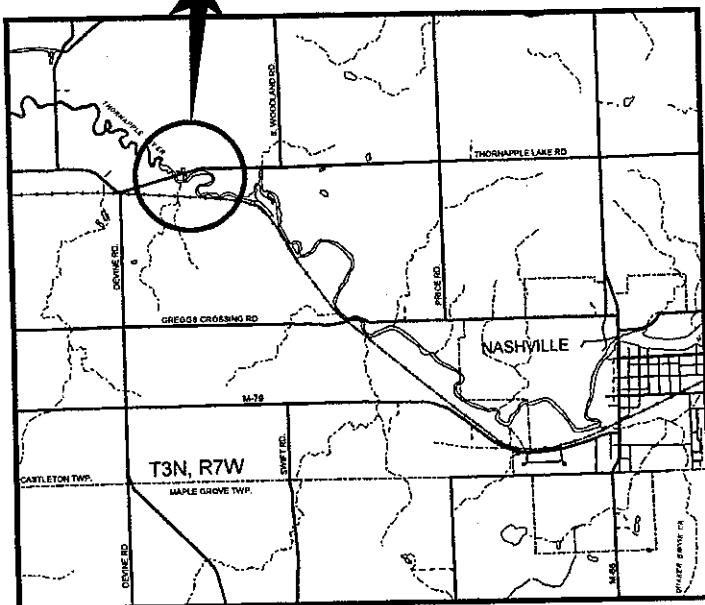 S. WOODLAND RD.
THORNAPPLE RIVER
THORNAPPLE LAKE RD
DEVINE RD.
PRICE RD.
GREGGS CROSSING RD
NASHVILLE
M-79
SWIFT RD.
T3N, R7W
CASTLETON TWP.
MAPLE GROVE TWP.
DEVINE RD
M-66
QUAKER BROOK CR